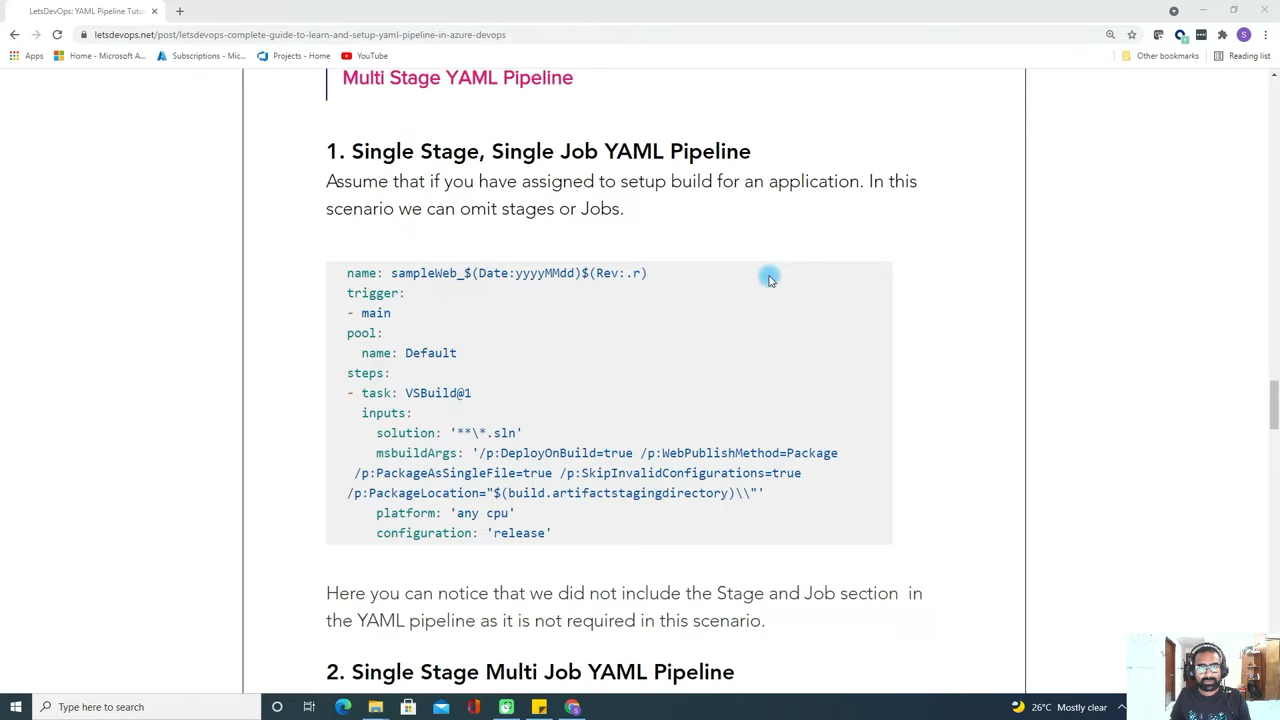 LetsDevOps: YAML Pipeline Tuto
letsdevops.net/post/letsdevops-complete-guide-to-learn-and-setup-yaml-pipeline-in-azure-devops
S
Apps
Home - Microsoft A...
Subscriptions - Mic...
Projects - Home
YouTube
Other bookmarks
Reading list
Multi Stage YAML Pipeline
1. Single Stage, Single Job YAML Pipeline
Assume that if you have assigned to setup build for an application. In this
scenario we can omit stages or Jobs.
name: sampleWeb_$(Date:yyyyMMdd)$(Rev:.r)
trigger:
- main
pool:
name: Default
steps:
- task: VSBuild@1
inputs:
solution: '**\*.sln'
msbuildArgs: '/p:DeployOnBuild=true /p:WebPublishMethod=Package
/p:PackageAsSingleFile=true /p:SkipInvalidConfigurations=true
/p:PackageLocation="$(build.artifactstagingdirectory)\\"'
platform: 'any cpu'
configuration: 'release'
Here you can notice that we did not include the Stage and Job section in
the YAML pipeline as it is not required in this scenario.
2. Single Stage Multi Job YAML Pipeline
Type here to search
26°C Mostly clear